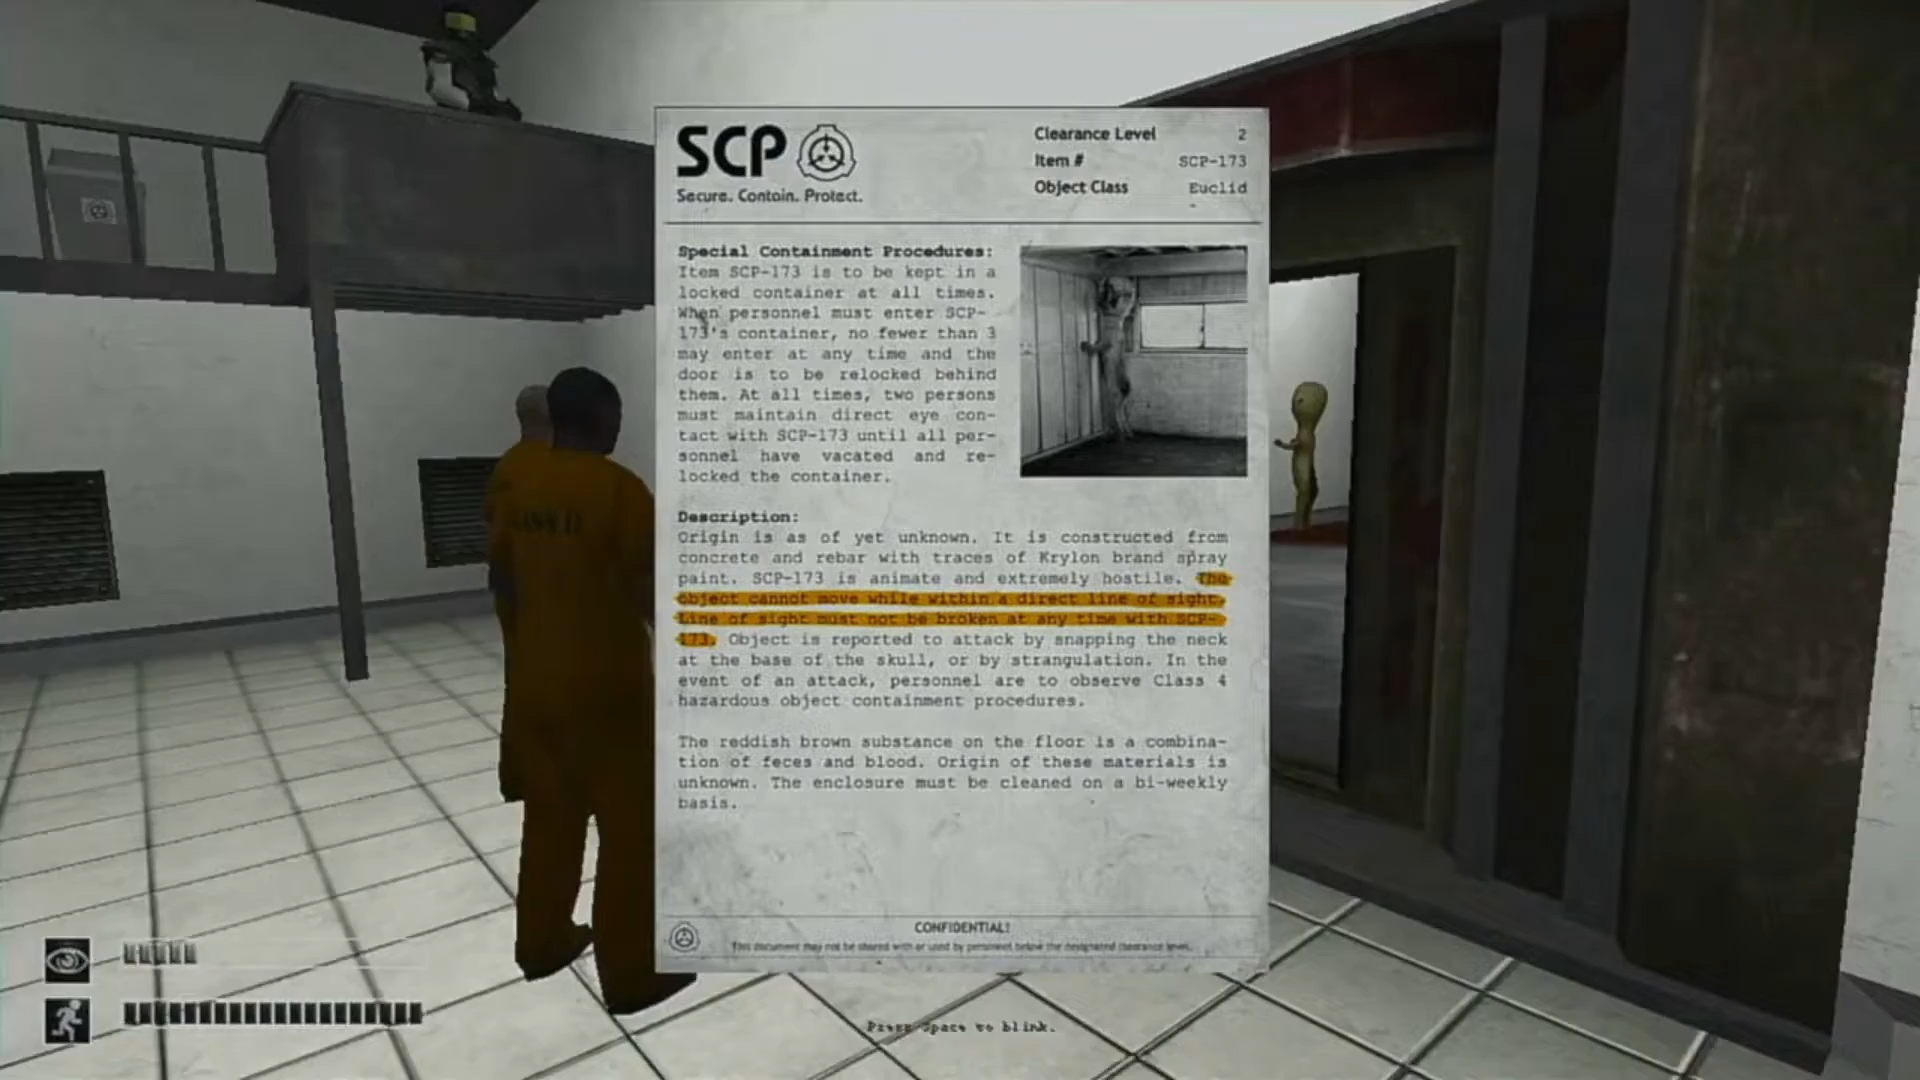 SCP
Secure. Contain. Protect.
Clearance Level 2
Item # SCP-173
Object Class Euclid
Special Containment Procedures:
Item SCP-173 is to be kept in a
locked container at all times.
When personnel must enter SCP-
173's container, no fewer than 3
may enter at any time and the
door is to be relocked behind
them. At all times, two persons
must maintain direct eye con-
tact with SCP-173 until all per-
sonnel have vacated and re-
locked the container.
Description:
Origin is as of yet unknown. It is constructed from
concrete and rebar with traces of Krylon brand spray
paint. SCP-173 is animate and extremely hostile. The
object cannot move while within a direct line of sight.
Line of sight must not be broken at any time with SCP-
173. Object is reported to attack by snapping the neck
at the base of the skull, or by strangulation. In the
event of an attack, personnel are to observe Class 4
hazardous object containment procedures.
The reddish brown substance on the floor is a combina-
tion of feces and blood. Origin of these materials is
unknown. The enclosure must be cleaned on a bi-weekly
basis.
CONFIDENTIAL!
This document may not be shared with or used by personnel below the designated clearance level.
Press Space to blink.